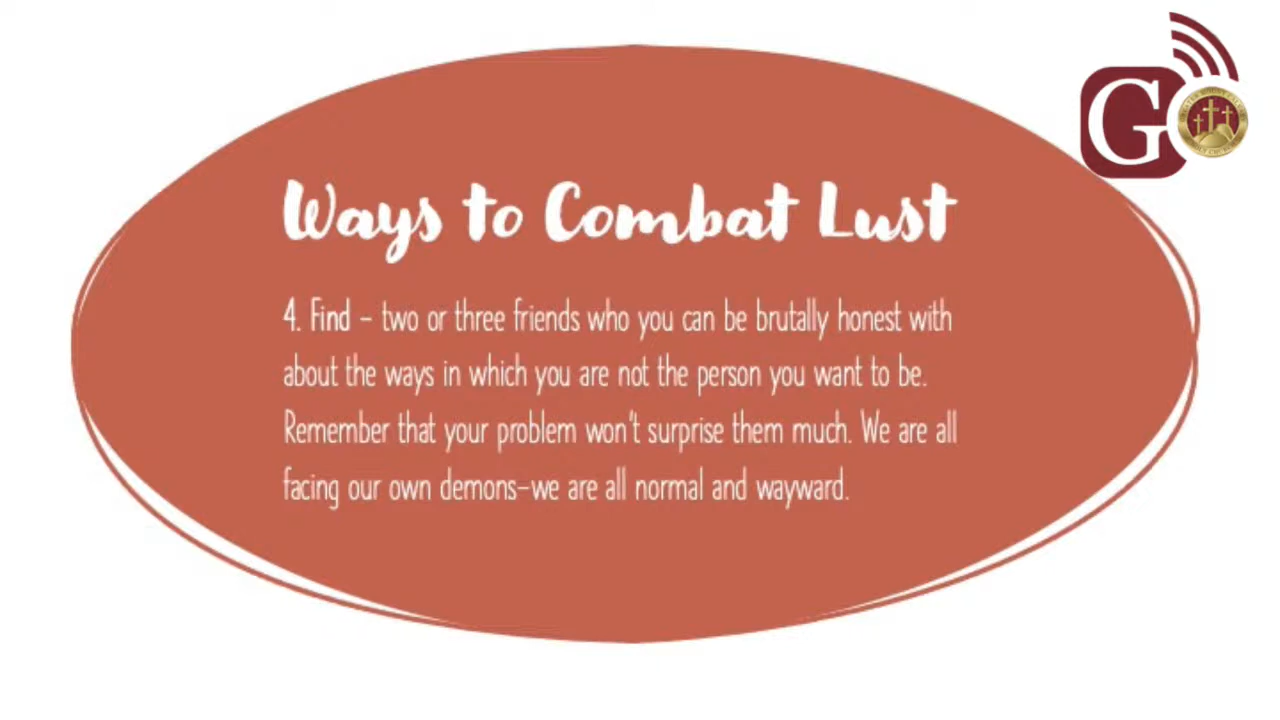 GO
Ways to Combat Lust
4. Find - two or three friends who you can be brutally honest with
about the ways in which you are not the person you want to be.
Remember that your problem won't surprise them much. We are all
facing our own demons-we are all normal and wayward.